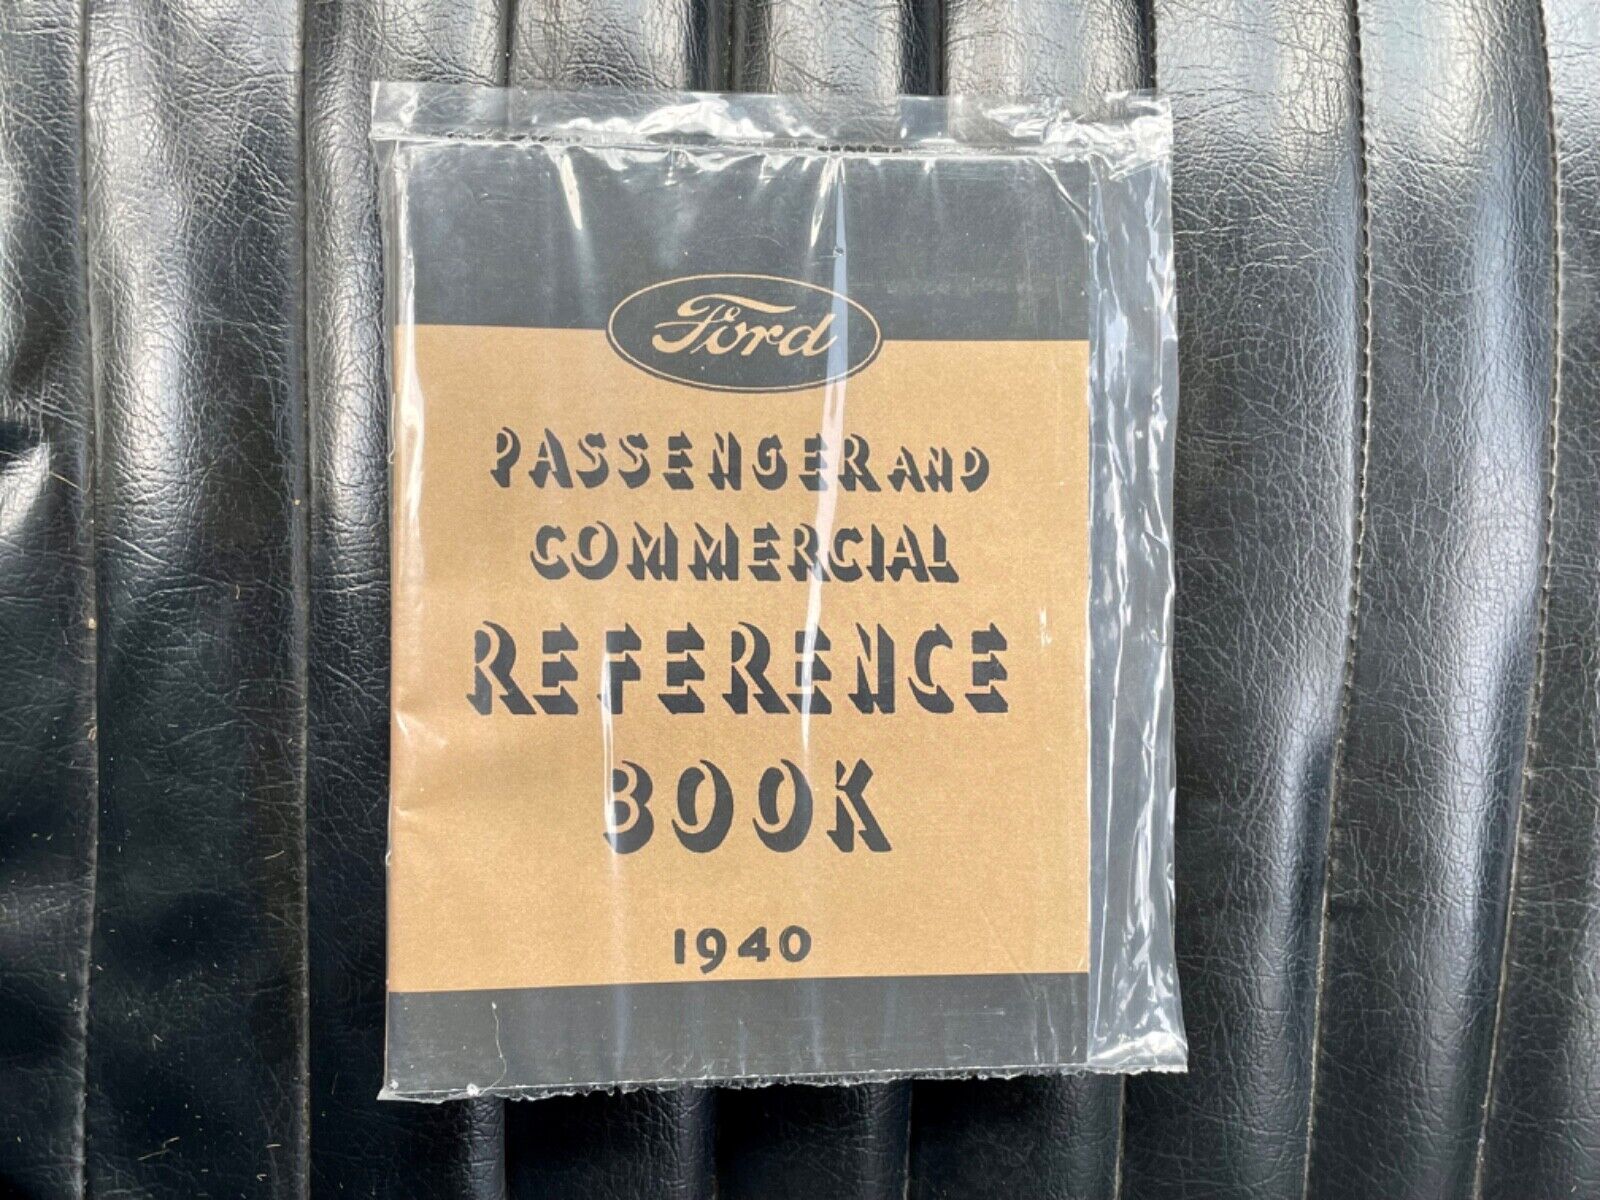 Ford
PASSENGER AND
COMMERCIAL
REFERENCE
BOOK
1940